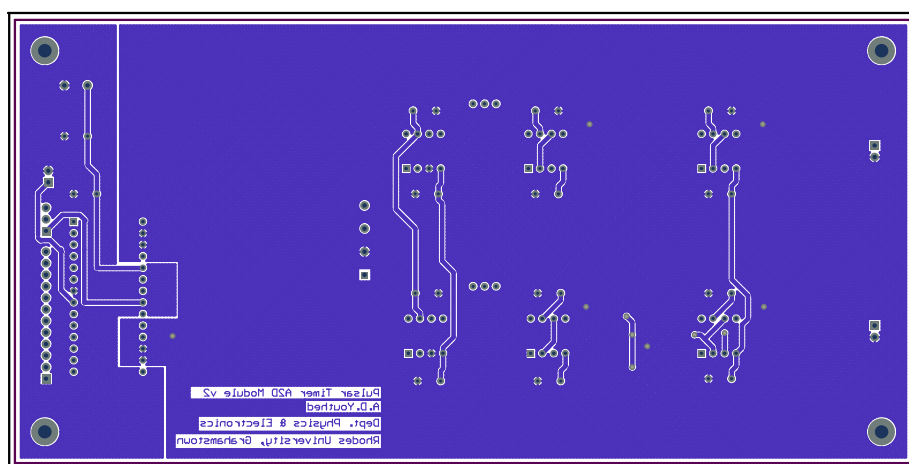 Pulsar Timer A2D Module v2
A.D.Youthed
Dept. Physics & Electronics
Rhodes University, Grahamstown